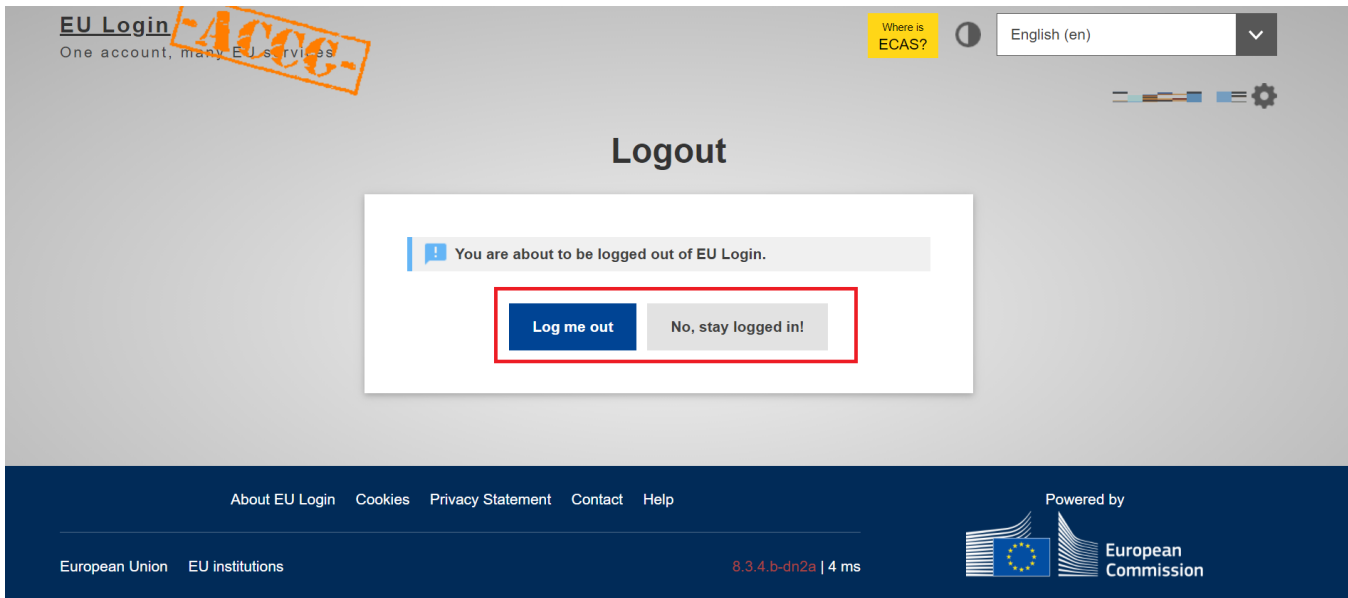 EU Login
-ACCC-
One account, many EU services
Where is
ECAS?
English (en)
Logout
You are about to be logged out of EU Login.
Log me out
No, stay logged in!
About EU Login Cookies Privacy Statement Contact Help
Powered by
European Union EU institutions
8.3.4.b-dn2a | 4 ms
European
Commission